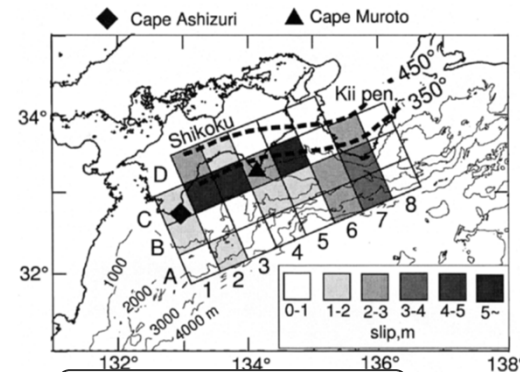 Cape Ashizuri Cape Muroto
450°
350°
Kii pen.
Shikoku
34°
32°
D
C
B
A
1 2 3 4 5 6 7 8
1000
2000
3000
4000 m
0-1 1-2 2-3 3-4 4-5 5~
slip,m
132° 134° 136° 138°